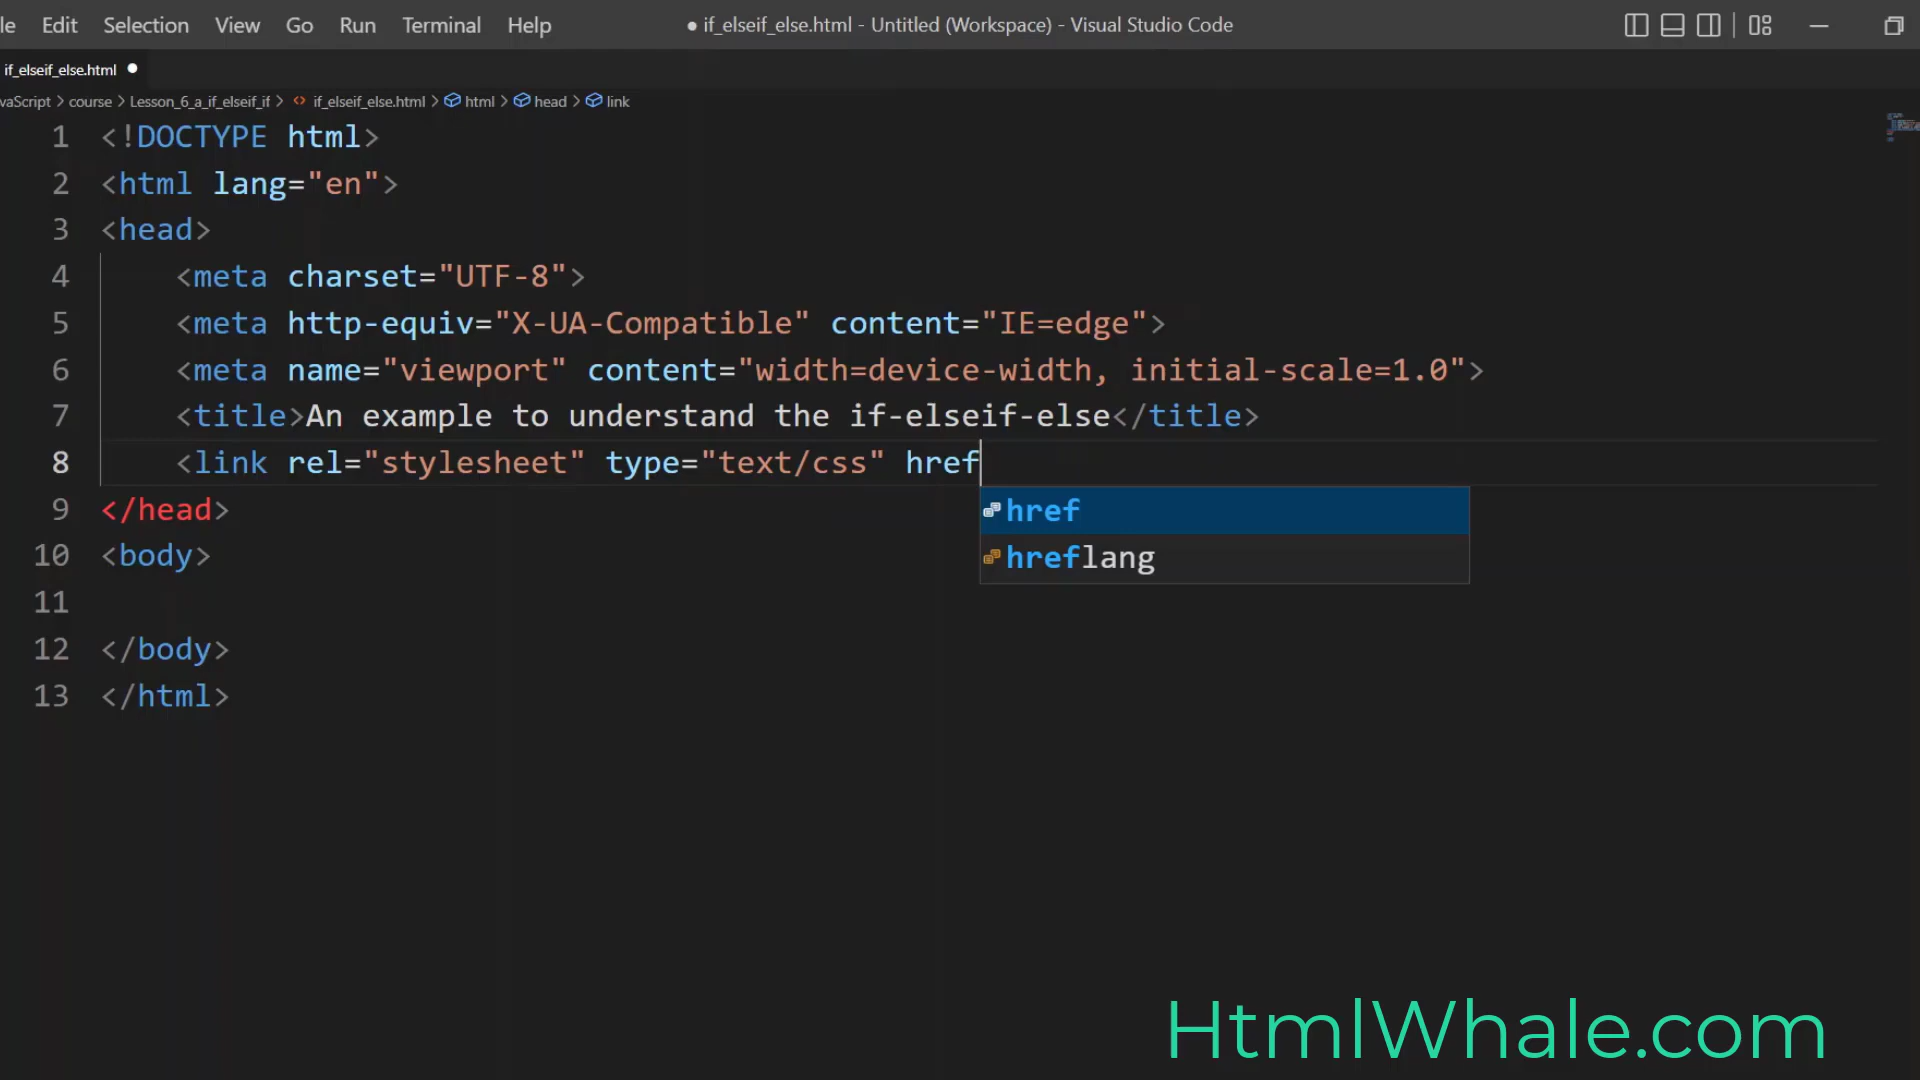 le Edit Selection View Go Run Terminal Help ● if_elseif_else.html - Untitled (Workspace) - Visual Studio Code
if_elseif_else.html ●
vaScript > course > Lesson_6_a_if_elseif_if > <> if_elseif_else.html > html > head > link
1 <!DOCTYPE html>
2 <html lang="en">
3 <head>
4 <meta charset="UTF-8">
5 <meta http-equiv="X-UA-Compatible" content="IE=edge">
6 <meta name="viewport" content="width=device-width, initial-scale=1.0">
7 <title>An example to understand the if-elseif-else</title>
8 <link rel="stylesheet" type="text/css" href
9 </head>
href
10 <body>
hreflang
11
12 </body>
13 </html>
HtmlWhale.com